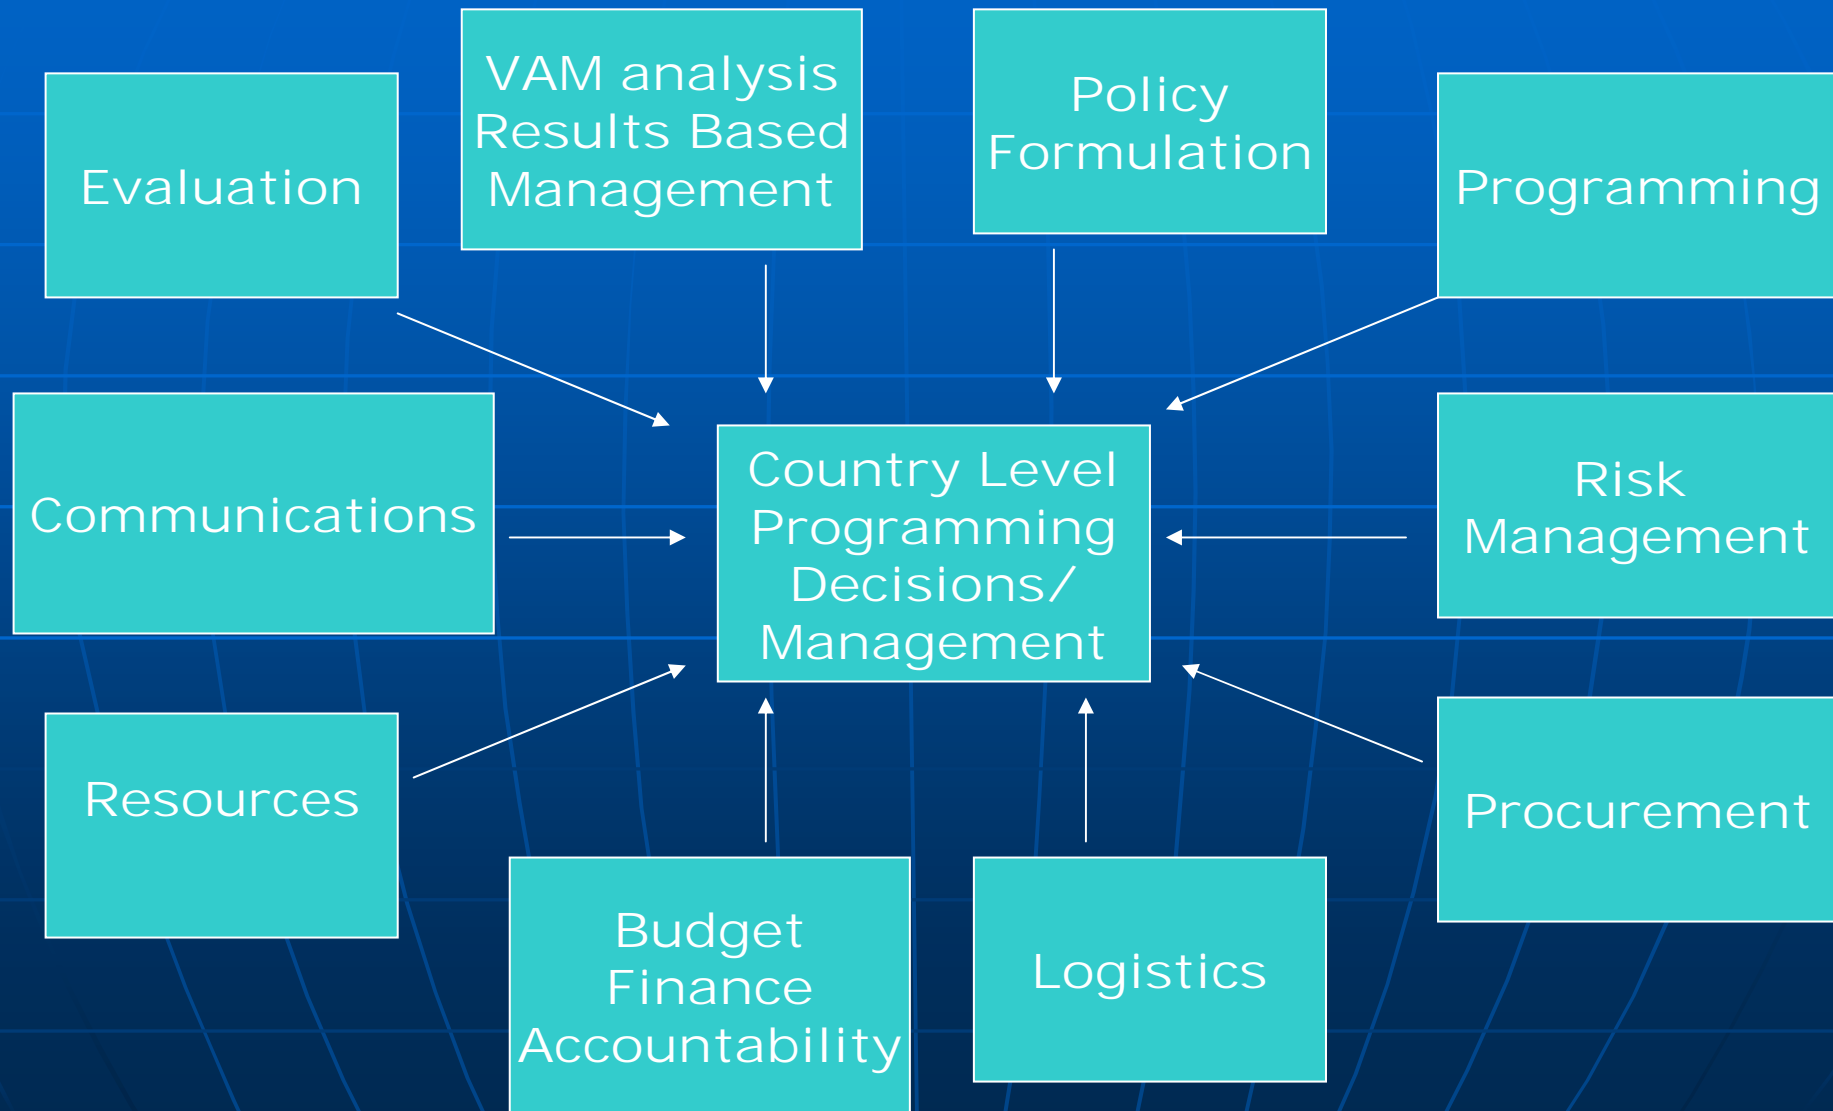 Evaluation
VAM analysis
Results Based
Management
Policy
Formulation
Programming
Communications
Country Level
Programming
Decisions/
Management
Risk
Management
Resources
Budget
Finance
Accountability
Logistics
Procurement